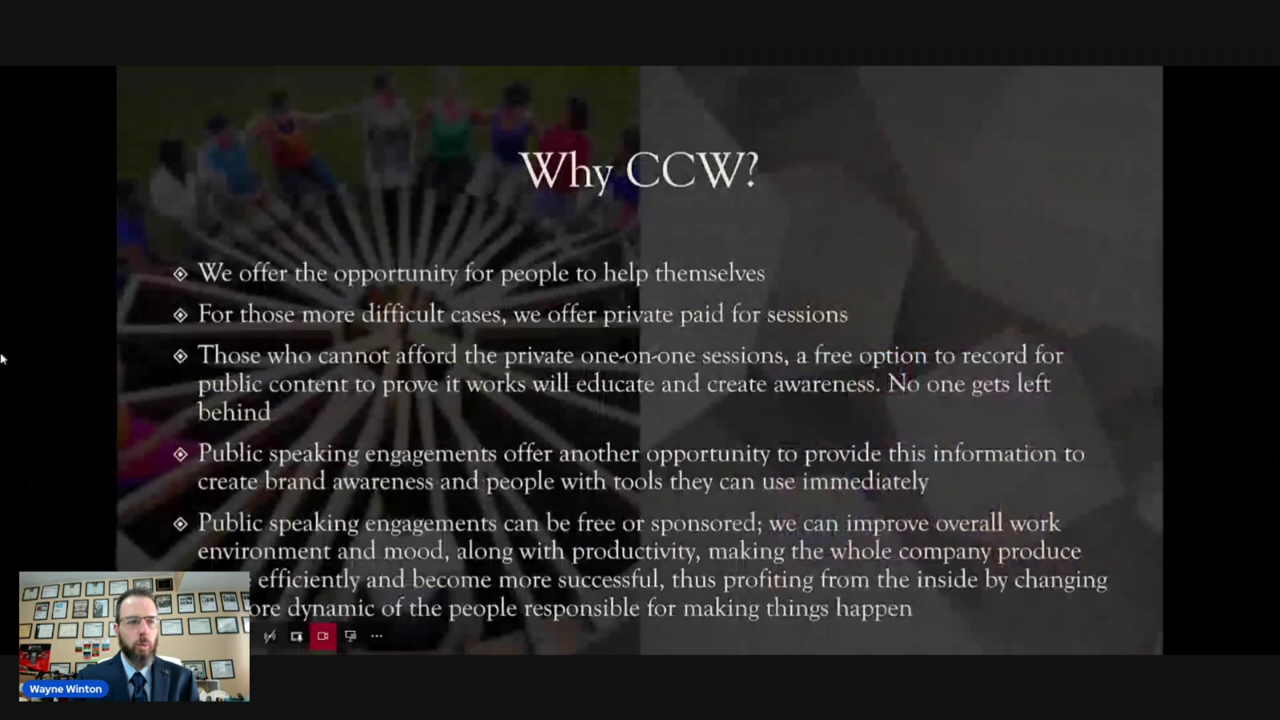 Why CCW?
We offer the opportunity for people to help themselves
For those more difficult cases, we offer private paid for sessions
Those who cannot afford the private one-on-one sessions, a free option to record for
public content to prove it works will educate and create awareness. No one gets left
behind
Public speaking engagements offer another opportunity to provide this information to
create brand awareness and people with tools they can use immediately
Public speaking engagements can be free or sponsored; we can improve overall work
environment and mood, along with productivity, making the whole company produce
efficiently and become more successful, thus profiting from the inside by changing
dynamic of the people responsible for making things happen
Wayne Winton